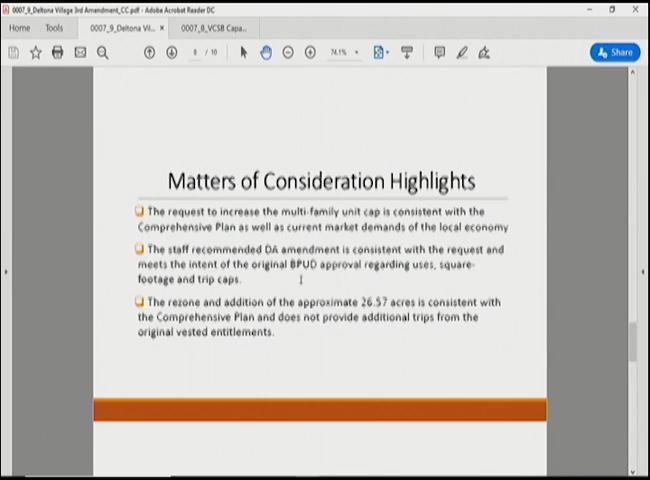 0007_9_Deltona Village 3rd Amendment_CC.pdf - Adobe Acrobat Reader DC
Home Tools 0007_9_Deltona Vil... × 0007_8_VCSB Capa...
8 / 10 74.1% Share
Matters of Consideration Highlights
The request to increase the multi-family unit cap is consistent with the
Comprehensive Plan as well as current market demands of the local economy
The staff recommended DA amendment is consistent with the request and
meets the intent of the original BPUD approval regarding uses, square-
footage and trip caps.
The rezone and addition of the approximate 26.57 acres is consistent with
the Comprehensive Plan and does not provide additional trips from the
original vested entitlements.